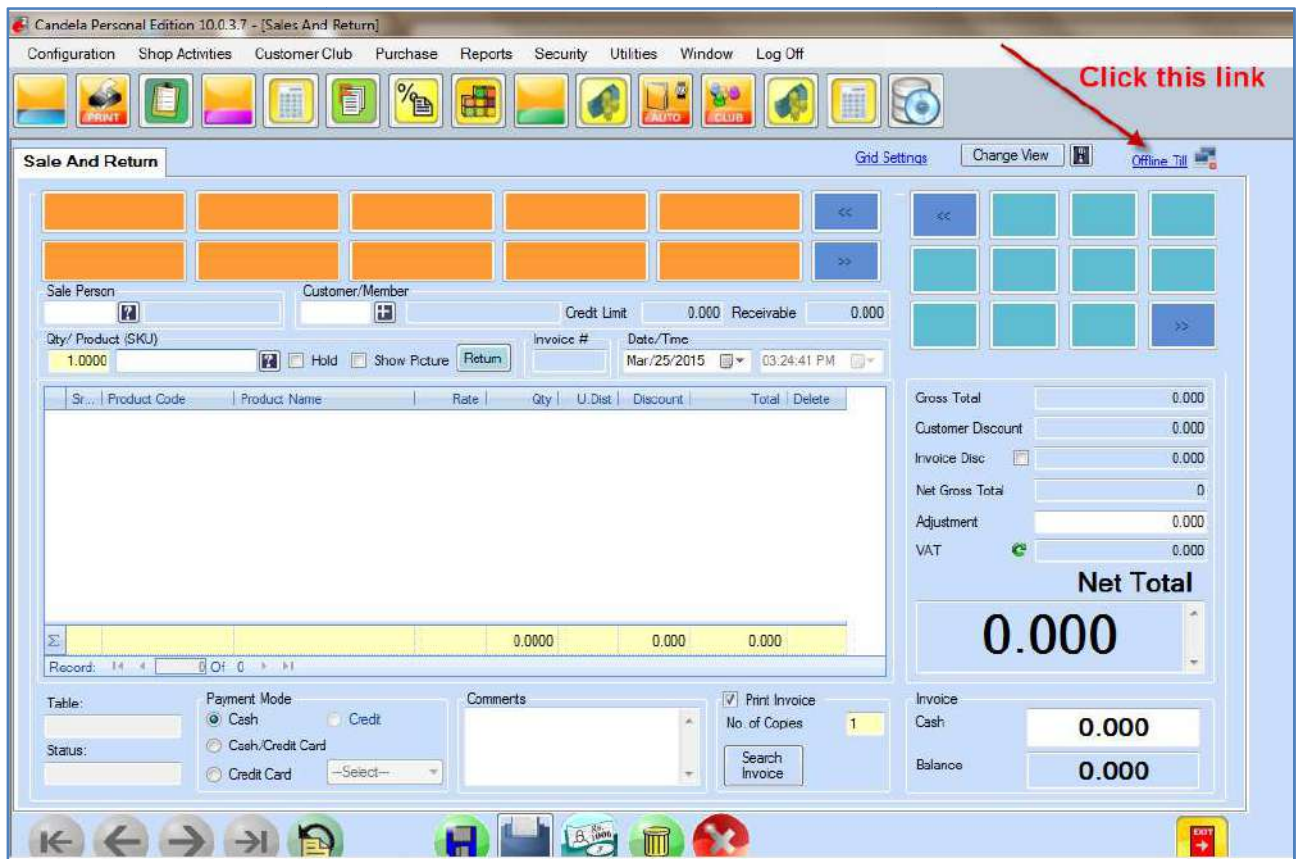 Candela Personal Edition 10.0.3.7 - [Sales And Return]
Configuration Shop Activities Customer Club Purchase Reports Security Utilities Window Log Off
Click this link
PRINT % AUTO CLUB
Sale And Return Grid Settings Change View Offline Till
<< <<
>>
Sale Person Customer/Member
Credit Limit 0.000 Receivable 0.000
>>
Qty/ Product (SKU) Invoice # Date/Time
1.0000 Hold Show Picture Return Mar/25/2015 03:24:41 PM
Sr... Product Code Product Name Rate Qty U.Dist Discount Total Delete
Gross Total 0.000
Customer Discount 0.000
Invoice Disc 0.000
Net Gross Total 0
Adjustment 0.000
VAT 0.000
Net Total
0.000
Σ 0.0000 0.000 0.000
Record: 0 Of 0
Table: Payment Mode Comments Print Invoice Invoice
Cash Credit No. of Copies 1 Cash 0.000
Status: Cash/Credit Card
Credit Card --Select-- Search Invoice Balance 0.000
Rs. 1000 EXIT